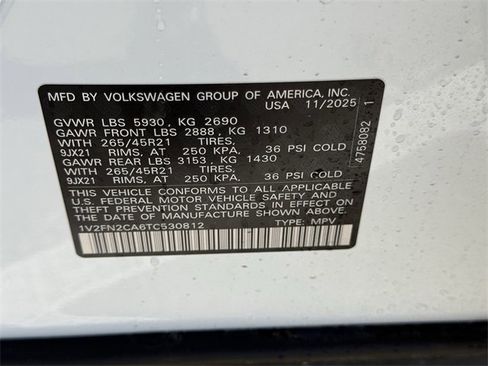 MFD BY VOLKSWAGEN GROUP OF AMERICA, INC.
USA 11/2025
GVWR LBS 5930, KG 2690
GAWR FRONT LBS 2888, KG 1310
WITH 265/45R21 TIRES,
9JX21 RIMS, AT 250 KPA, 36 PSI COLD
GAWR REAR LBS 3153, KG 1430
WITH 265/45R21 TIRES,
9JX21 RIMS, AT 250 KPA, 36 PSI COLD
THIS VEHICLE CONFORMS TO ALL APPLICABLE
U.S. FEDERAL MOTOR VEHICLE SAFETY AND
THEFT PREVENTION STANDARDS IN EFFECT ON
THE DATE OF MANUFACTURE SHOWN ABOVE.
1V2FN2CA6TC530812 TYPE: MPV
4758082 1